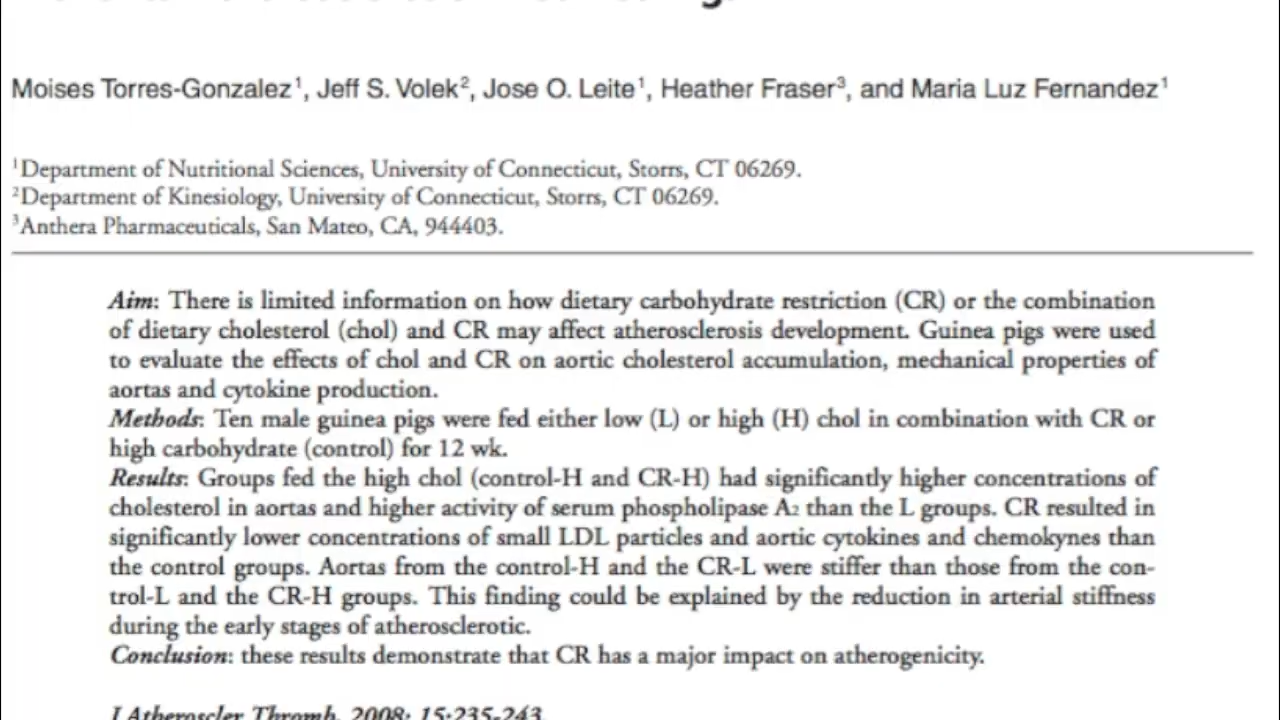 Moises Torres-Gonzalez¹, Jeff S. Volek², Jose O. Leite¹, Heather Fraser³, and Maria Luz Fernandez¹
¹Department of Nutritional Sciences, University of Connecticut, Storrs, CT 06269.
²Department of Kinesiology, University of Connecticut, Storrs, CT 06269.
³Anthera Pharmaceuticals, San Mateo, CA, 944403.
Aim: There is limited information on how dietary carbohydrate restriction (CR) or the combination
of dietary cholesterol (chol) and CR may affect atherosclerosis development. Guinea pigs were used
to evaluate the effects of chol and CR on aortic cholesterol accumulation, mechanical properties of
aortas and cytokine production.
Methods: Ten male guinea pigs were fed either low (L) or high (H) chol in combination with CR or
high carbohydrate (control) for 12 wk.
Results: Groups fed the high chol (control-H and CR-H) had significantly higher concentrations of
cholesterol in aortas and higher activity of serum phospholipase A₂ than the L groups. CR resulted in
significantly lower concentrations of small LDL particles and aortic cytokines and chemokynes than
the control groups. Aortas from the control-H and the CR-L were stiffer than those from the con-
trol-L and the CR-H groups. This finding could be explained by the reduction in arterial stiffness
during the early stages of atherosclerotic.
Conclusion: these results demonstrate that CR has a major impact on atherogenicity.
J Atheroscler Thromb, 2008; 15:235-243.